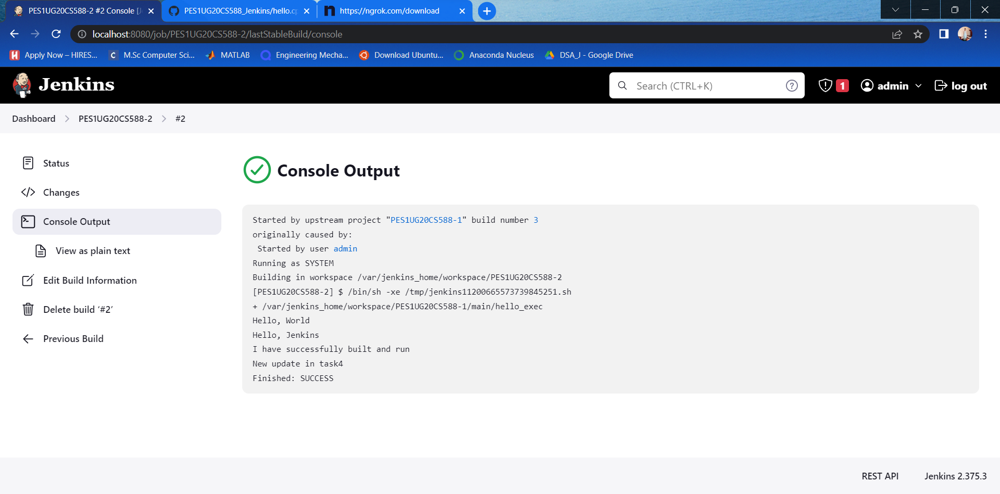 PES1UG20CS588-2 #2 Console [J
PES1UG20CS588_Jenkins/hello.cp
https://ngrok.com/download
localhost:8080/job/PES1UG20CS588-2/lastStableBuild/console
Apply Now – HIRES...
M.Sc Computer Sci...
MATLAB
Engineering Mecha...
Download Ubuntu...
Anaconda Nucleus
DSA_J - Google Drive
Jenkins
Search (CTRL+K)
1
admin
log out
Dashboard
PES1UG20CS588-2
#2
Status
Changes
Console Output
View as plain text
Edit Build Information
Delete build ‘#2’
Previous Build
Console Output
Started by upstream project "PES1UG20CS588-1" build number 3
originally caused by:
Started by user admin
Running as SYSTEM
Building in workspace /var/jenkins_home/workspace/PES1UG20CS588-2
[PES1UG20CS588-2] $ /bin/sh -xe /tmp/jenkins11200665573739845251.sh
+ /var/jenkins_home/workspace/PES1UG20CS588-1/main/hello_exec
Hello, World
Hello, Jenkins
I have successfully built and run
New update in task4
Finished: SUCCESS
REST API
Jenkins 2.375.3